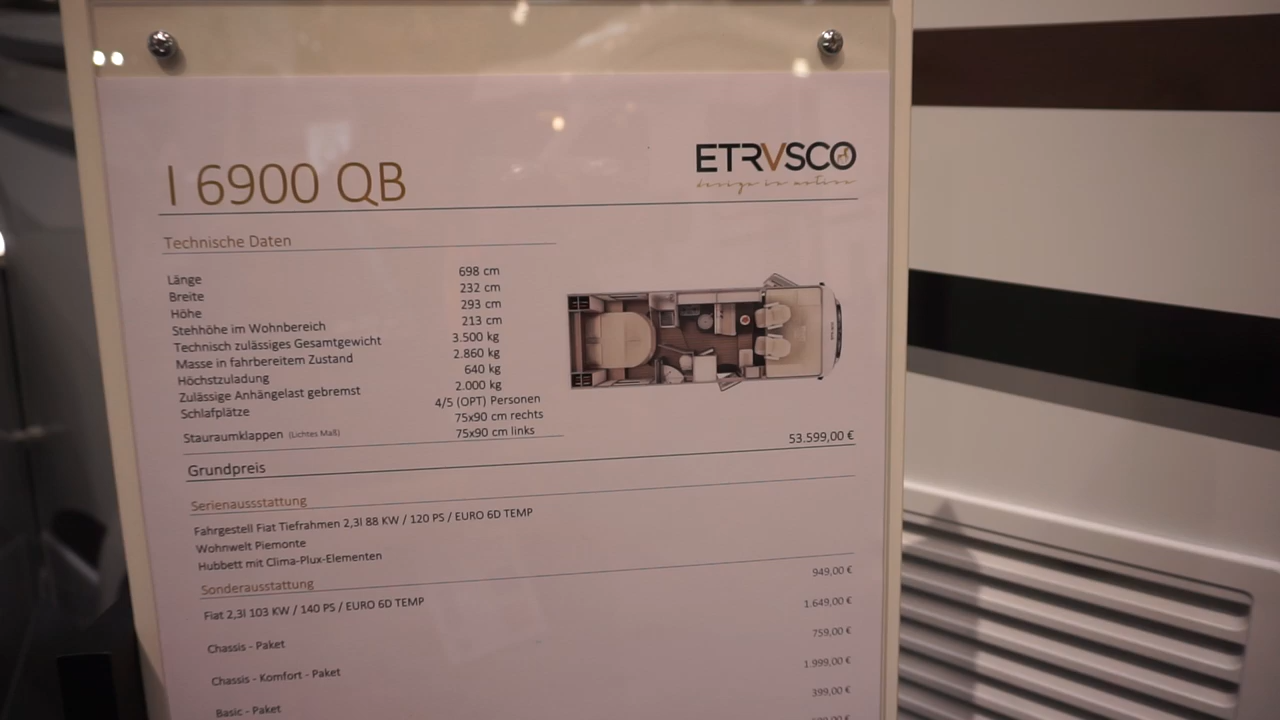 I 6900 QB
ETRVSCO
design in motion
Technische Daten
Länge 698 cm
Breite 232 cm
Höhe 293 cm
Stehhöhe im Wohnbereich 213 cm
Technisch zulässiges Gesamtgewicht 3.500 kg
Masse in fahrbereitem Zustand 2.860 kg
Höchstzuladung 640 kg
Zulässige Anhängelast gebremst 2.000 kg
Schlafplätze 4/5 (OPT) Personen
Stauraumklappen (Lichtes Maß) 75x90 cm rechts
75x90 cm links
Grundpreis 53.599,00 €
Serienaussstattung
Fahrgestell Fiat Tiefrahmen 2,3l 88 KW / 120 PS / EURO 6D TEMP
Wohnwelt Piemonte
Hubbett mit Clima-Plux-Elementen
Sonderausstattung
Fiat 2,3l 103 KW / 140 PS / EURO 6D TEMP 949,00 €
Chassis - Paket 1.649,00 €
Chassis - Komfort - Paket 759,00 €
Basic - Paket 1.999,00 €
399,00 €